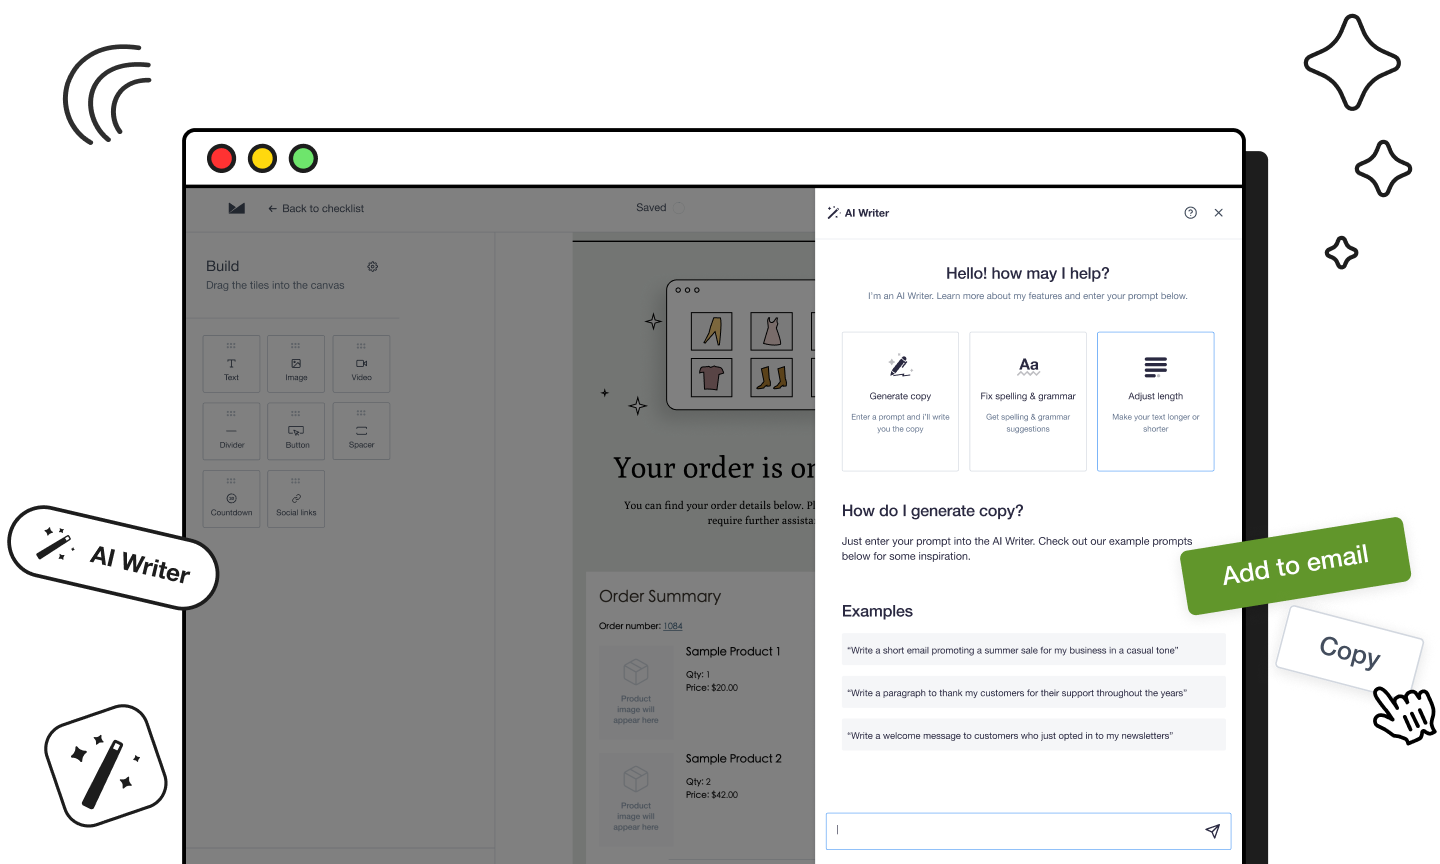 Back to checklist
Saved
AI Writer
Build
Drag the tiles into the canvas
Text
Image
Video
Divider
Button
Spacer
Countdown
Social links
Your order is o
You can find your order details below. Pl
require further assista
Order Summary
Order number: 1084
Sample Product 1
Qty: 1
Price: $20.00
Product
image will
appear here
Sample Product 2
Qty: 2
Price: $42.00
Product
image will
appear here
Hello! how may I help?
I'm an AI Writer. Learn more about my features and enter your prompt below.
Generate copy
Enter a prompt and i'll write
you the copy
Aa
Fix spelling & grammar
Get spelling & grammar
suggestions
Adjust length
Make your text longer or
shorter
How do I generate copy?
Just enter your prompt into the AI Writer. Check out our example prompts
below for some inspiration.
Examples
“Write a short email promoting a summer sale for my business in a casual tone”
“Write a paragraph to thank my customers for their support throughout the years”
“Write a welcome message to customers who just opted in to my newsletters”
AI Writer
Add to email
Copy